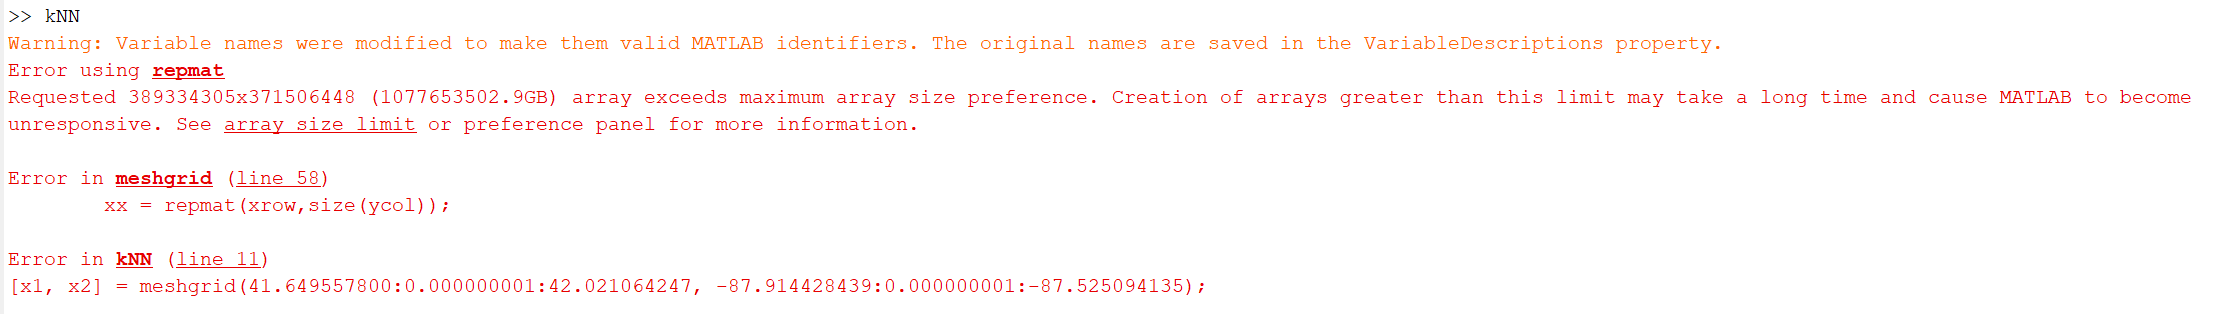 >> kNN
Warning: Variable names were modified to make them valid MATLAB identifiers. The original names are saved in the VariableDescriptions property.
Error using repmat
Requested 389334305x371506448 (1077653502.9GB) array exceeds maximum array size preference. Creation of arrays greater than this limit may take a long time and cause MATLAB to become
unresponsive. See array size limit or preference panel for more information.
Error in meshgrid (line 58)
xx = repmat(xrow,size(ycol));
Error in kNN (line 11)
[x1, x2] = meshgrid(41.649557800:0.000000001:42.021064247, -87.914428439:0.000000001:-87.525094135);